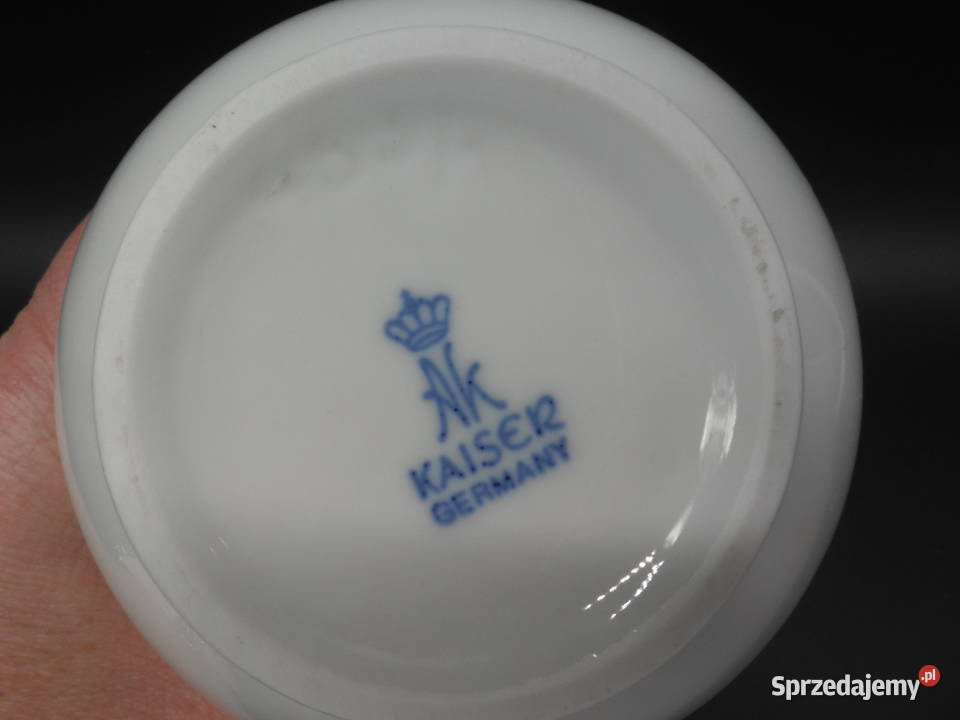 AK
KAISER
GERMANY
Sprzedajemy.pl